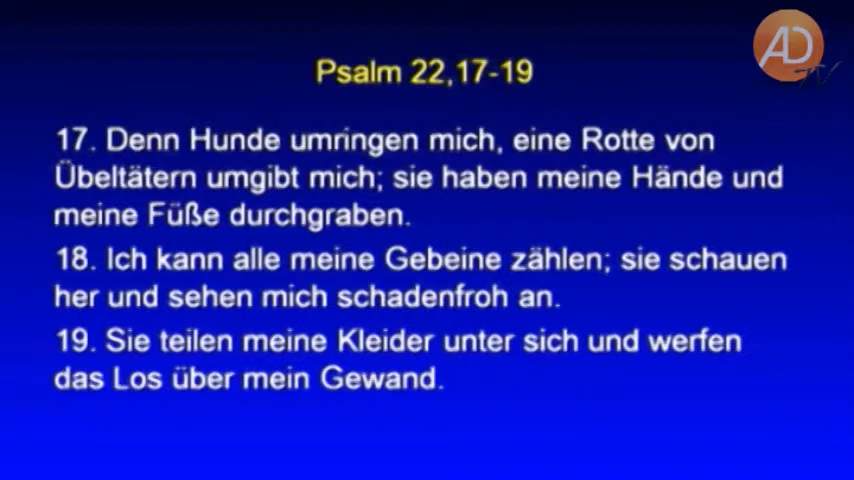 AD
TV
Psalm 22,17-19
17. Denn Hunde umringen mich, eine Rotte von
Übeltätern umgibt mich; sie haben meine Hände und
meine Füße durchgraben.
18. Ich kann alle meine Gebeine zählen; sie schauen
her und sehen mich schadenfroh an.
19. Sie teilen meine Kleider unter sich und werfen
das Los über mein Gewand.